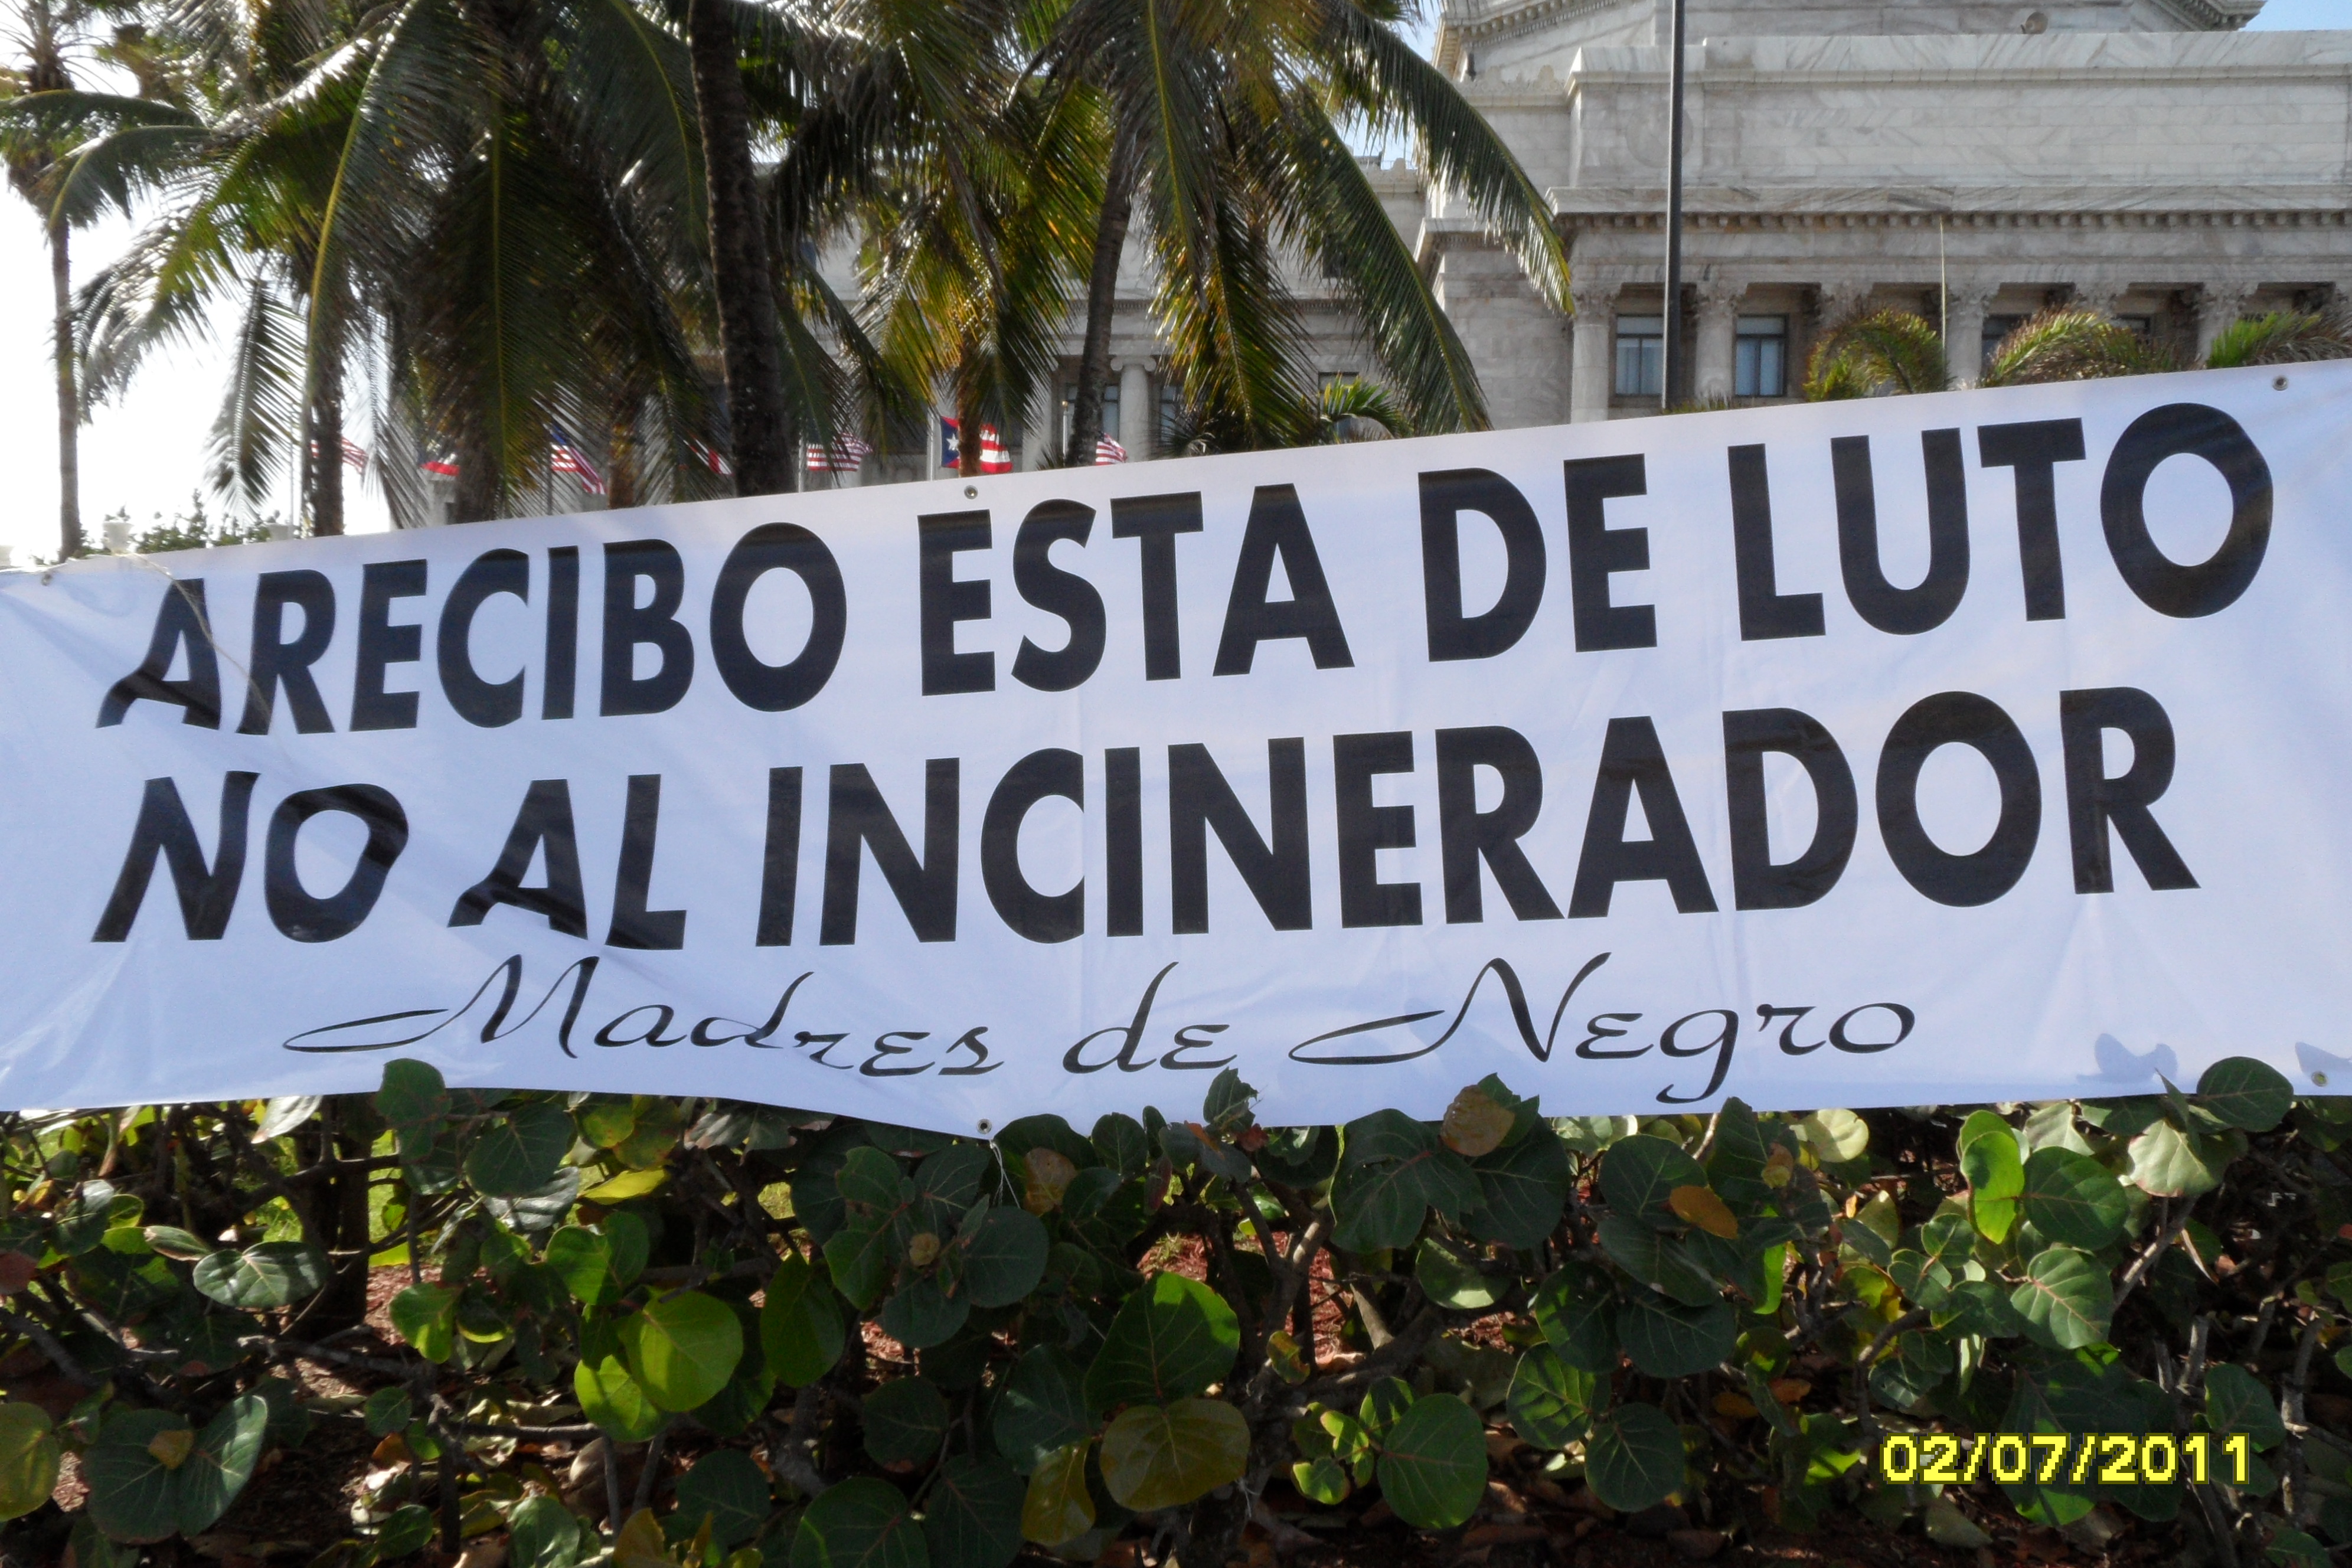 ARECIBO ESTA DE LUTO
NO AL INCINERADOR
Madres de Negro
02/07/2011